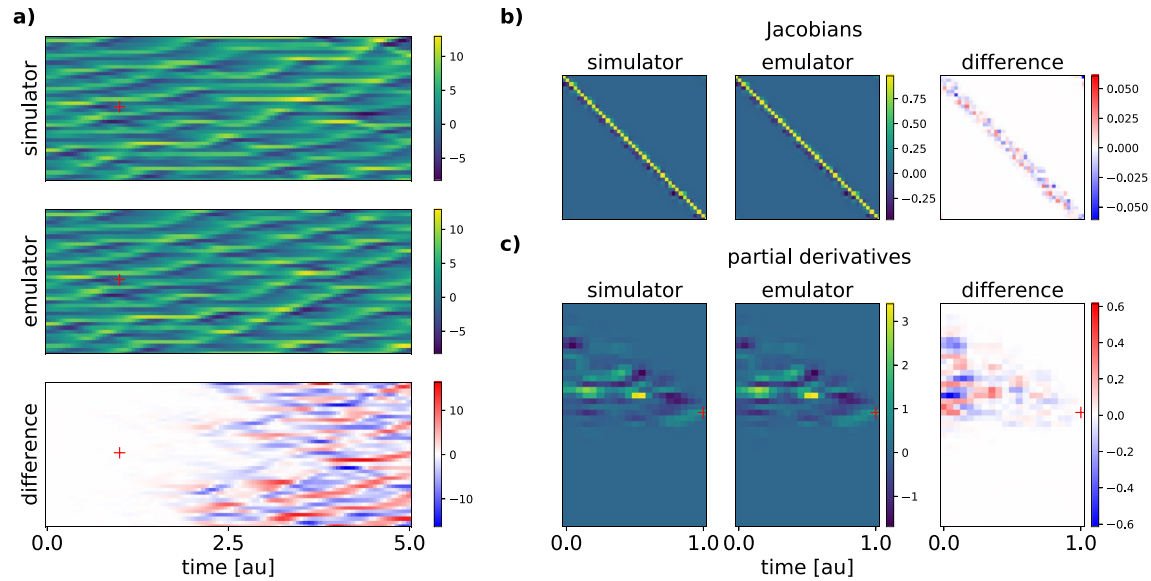 a)
simulator
10
5
0
−5
emulator
10
5
0
−5
difference
10
0
−10
0.0
2.5
5.0
time [au]
b)
Jacobians
simulator
emulator
difference
0.75
0.50
0.25
0.00
−0.25
0.050
0.025
0.000
−0.025
−0.050
c)
partial derivatives
simulator
emulator
difference
3
2
1
0
−1
0.6
0.4
0.2
0.0
−0.2
−0.4
−0.6
0.0
1.0
0.0
1.0
0.0
1.0
time [au]
time [au]